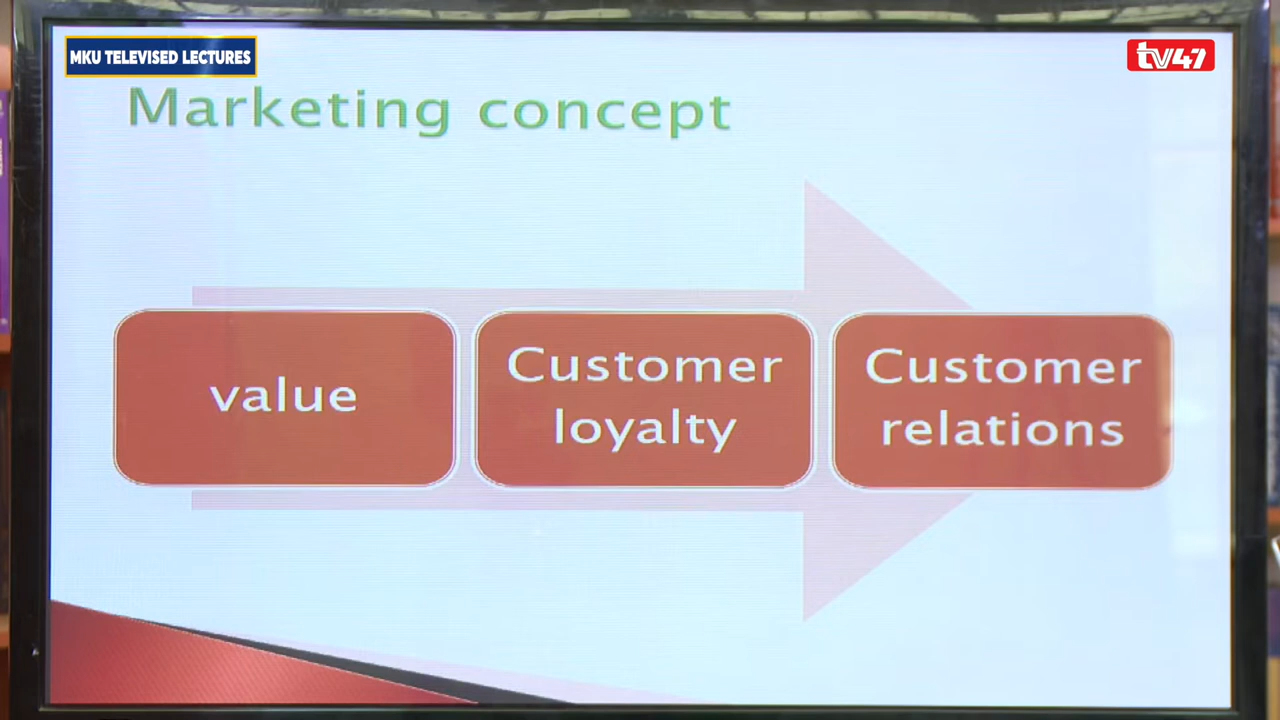 MKU TELEVISED LECTURES
tv47
Marketing concept
value
Customer
loyalty
Customer
relations